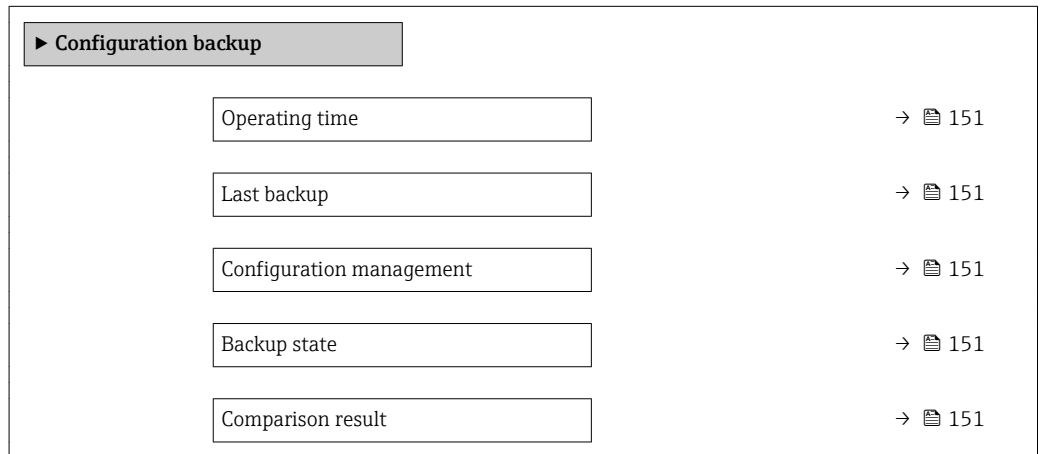 ► Configuration backup
Operating time → 151
Last backup → 151
Configuration management → 151
Backup state → 151
Comparison result → 151